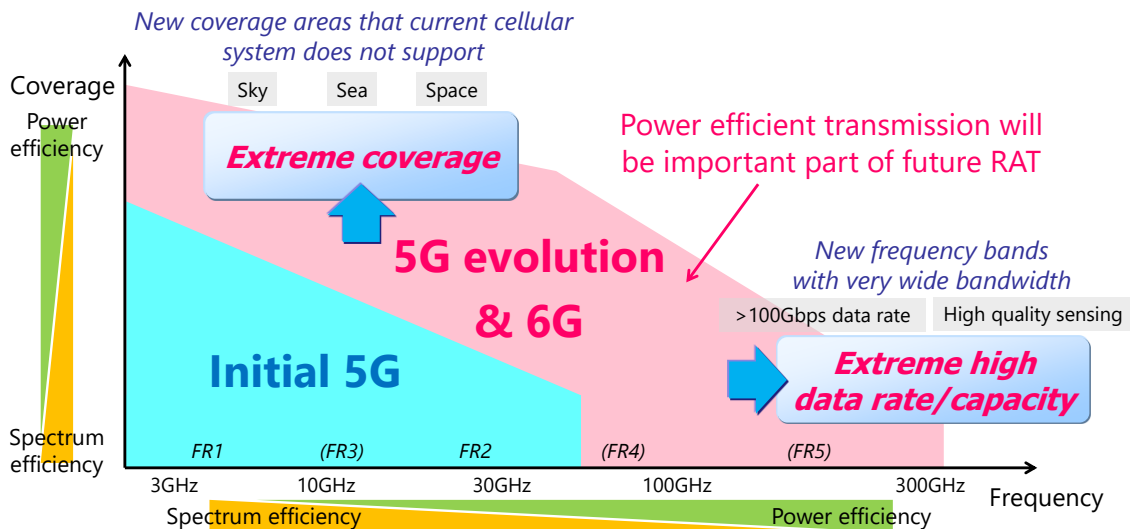 New coverage areas that current cellular
system does not support
Coverage
Sky
Sea
Space
Power
efficiency
Extreme coverage
Power efficient transmission will
be important part of future RAT
5G evolution
& 6G
New frequency bands
with very wide bandwidth
>100Gbps data rate
High quality sensing
Initial 5G
Extreme high
data rate/capacity
Spectrum
efficiency
FR1
(FR3)
FR2
(FR4)
(FR5)
3GHz
10GHz
30GHz
100GHz
300GHz
Frequency
Spectrum efficiency
Power efficiency